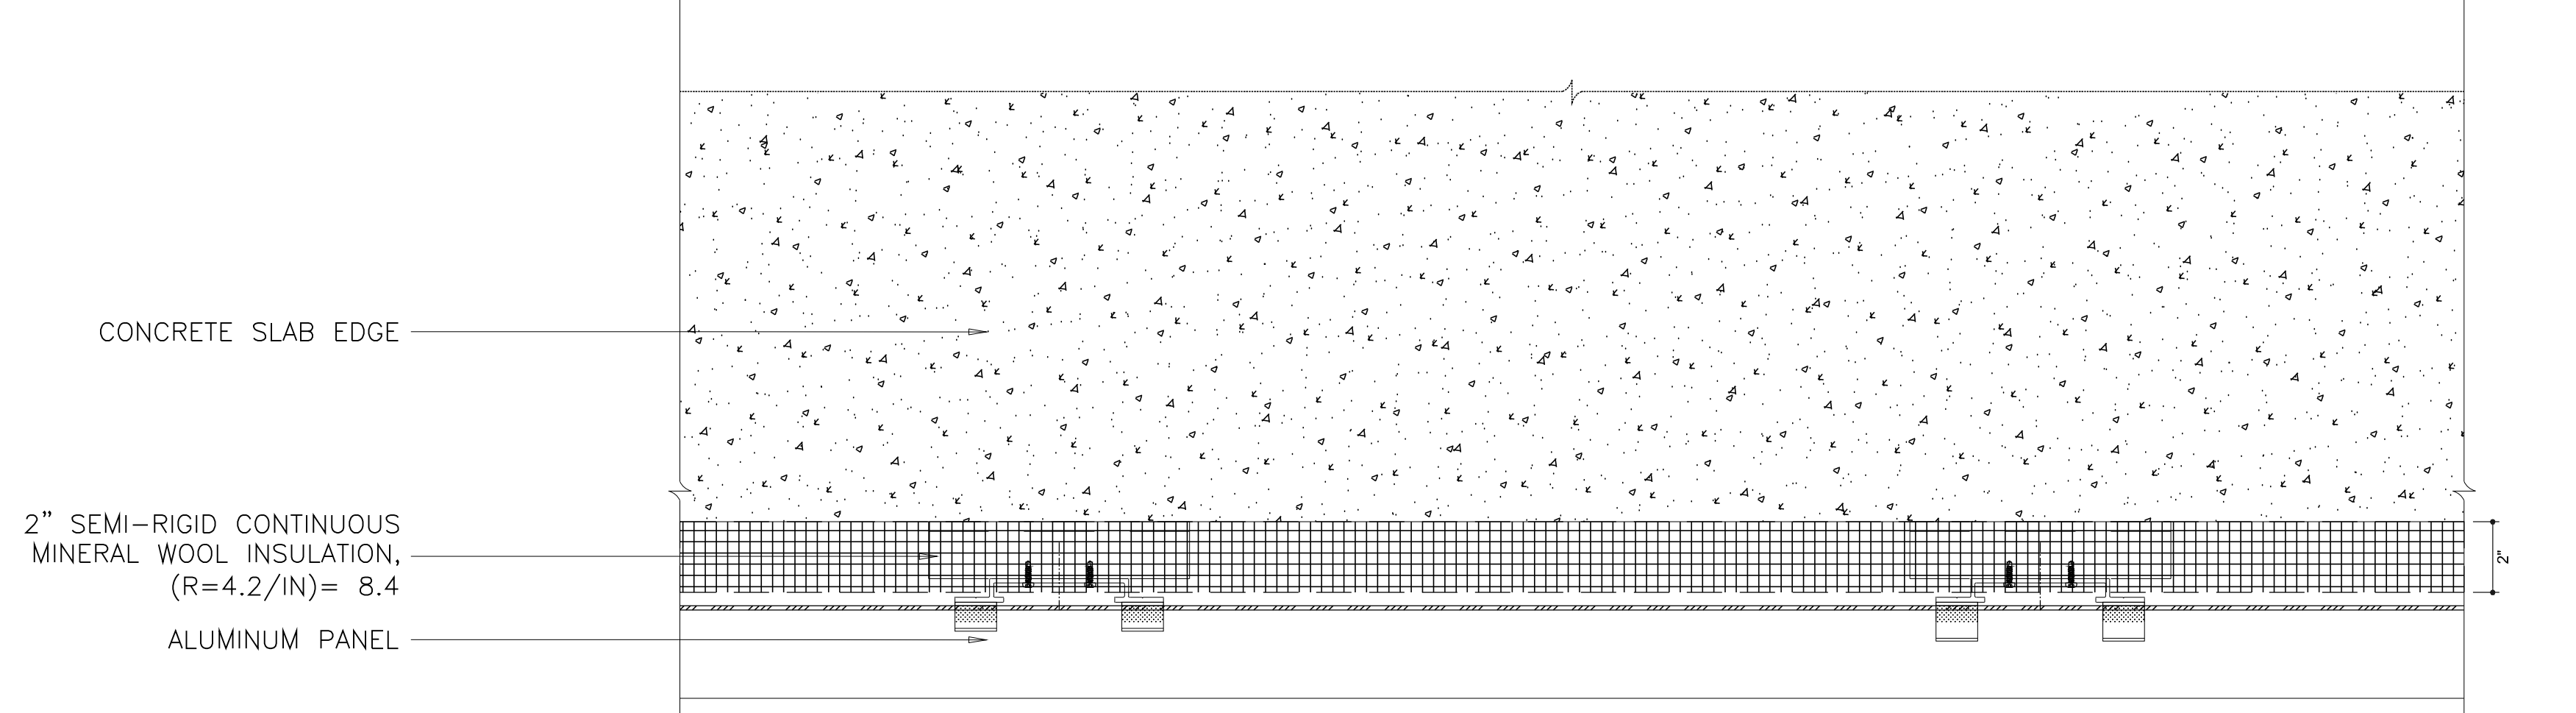 CONCRETE SLAB EDGE
2” SEMI-RIGID CONTINUOUS
MINERAL WOOL INSULATION,
(R=4.2/IN)= 8.4
ALUMINUM PANEL
2"